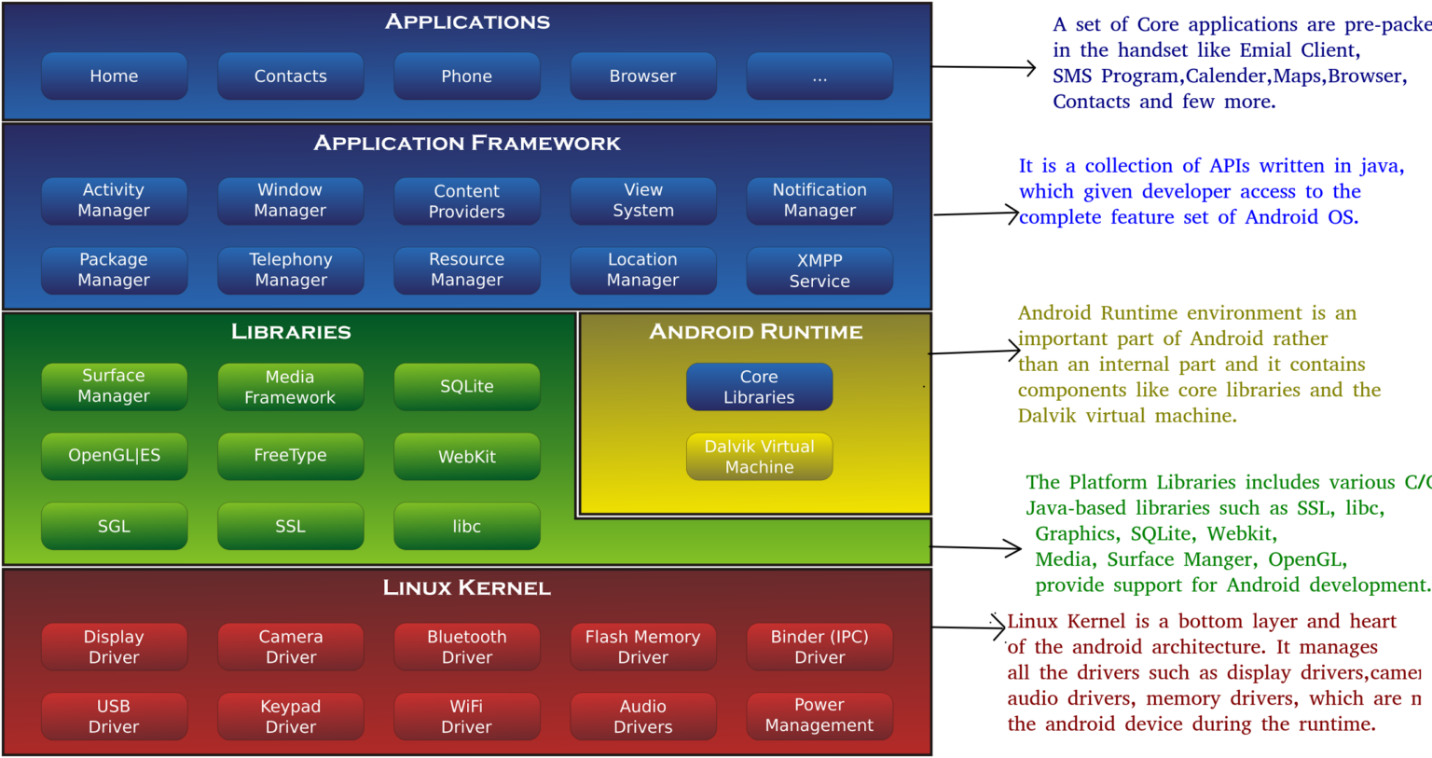 APPLICATIONS
Home
Contacts
Phone
Browser
...
A set of Core applications are
in the handset like Emial Client,
SMS Program,Calender,Maps,Browser,
Contacts and few more.
APPLICATION FRAMEWORK
Activity
Manager
Window
Manager
Content
Providers
View
System
Notification
Manager
Package
Manager
Telephony
Manager
Resource
Manager
Location
Manager
XMPP
Service
It is a collection of APIs written in java,
which given developer access to the
complete feature set of Android OS.
LIBRARIES
Surface
Manager
Media
Framework
SQLite
OpenGL|ES
FreeType
WebKit
SGL
SSL
libc
ANDROID RUNTIME
Core
Libraries
Dalvik Virtual
Machine
Android Runtime environment is an
important part of Android rather
than an internal part and it contains
components like core libraries and the
Dalvik virtual machine.
The Platform Libraries includes various
Java-based libraries such as SSL, libc,
Graphics, SQLite, Webkit,
Media, Surface Manger, OpenGL,
provide support for Android development.
LINUX KERNEL
Display
Driver
Camera
Driver
Bluetooth
Driver
Flash Memory
Driver
Binder (IPC)
Driver
USB
Driver
Keypad
Driver
WiFi
Driver
Audio
Drivers
Power
Management
Linux Kernel is a bottom layer and heart
of the android architecture. It manages
all the drivers such as display drivers,
audio drivers, memory drivers, which are
the android device during the runtime.